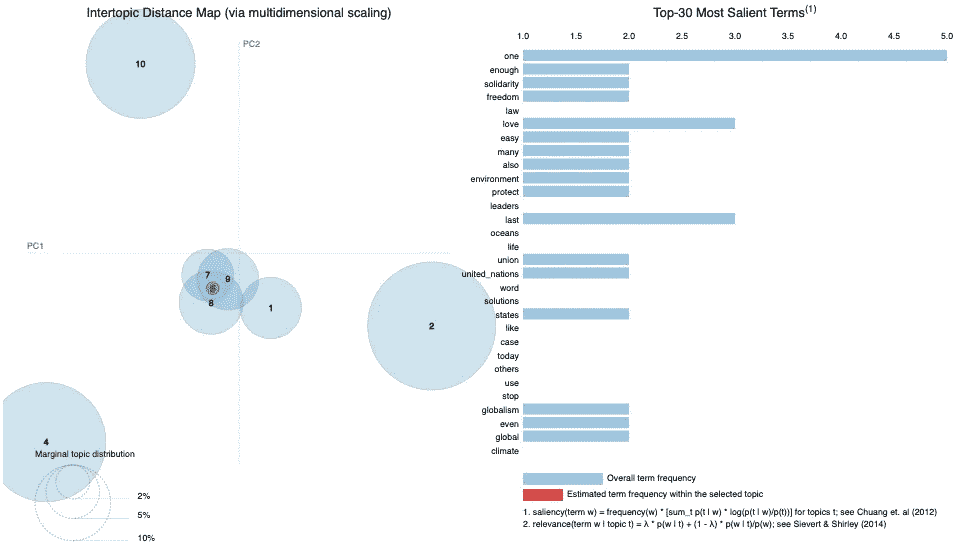 Intertopic Distance Map (via multidimensional scaling)
PC2
PC1
10
7
9
8
1
2
4
Marginal topic distribution
2%
5%
10%
Top-30 Most Salient Terms(1)
1.0 1.5 2.0 2.5 3.0 3.5 4.0 4.5 5.0
one
enough
solidarity
freedom
law
love
easy
many
also
environment
protect
leaders
last
oceans
life
union
united_nations
word
solutions
states
like
case
today
others
use
stop
globalism
even
global
climate
Overall term frequency
Estimated term frequency within the selected topic
1. saliency(term w) = frequency(w) * [sum_t p(t | w) * log(p(t | w)/p(t))] for topics t; see Chuang et. al (2012)
2. relevance(term w | topic t) = λ * p(w | t) + (1 - λ) * p(w | t)/p(w); see Sievert & Shirley (2014)